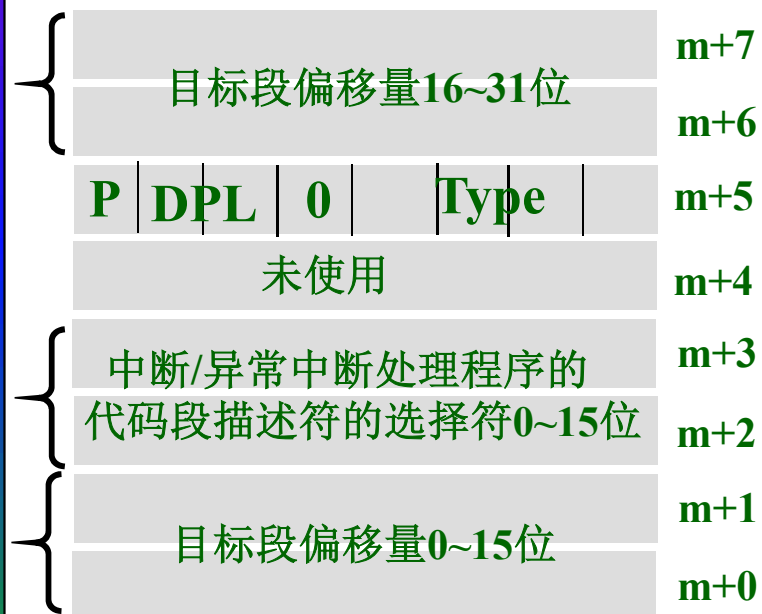 m+7
目标段偏移量16~31位
m+6
P DPL 0 Type m+5
未使用 m+4
中断/异常中断处理程序的 m+3
代码段描述符的选择符0~15位 m+2
m+1
目标段偏移量0~15位
m+0